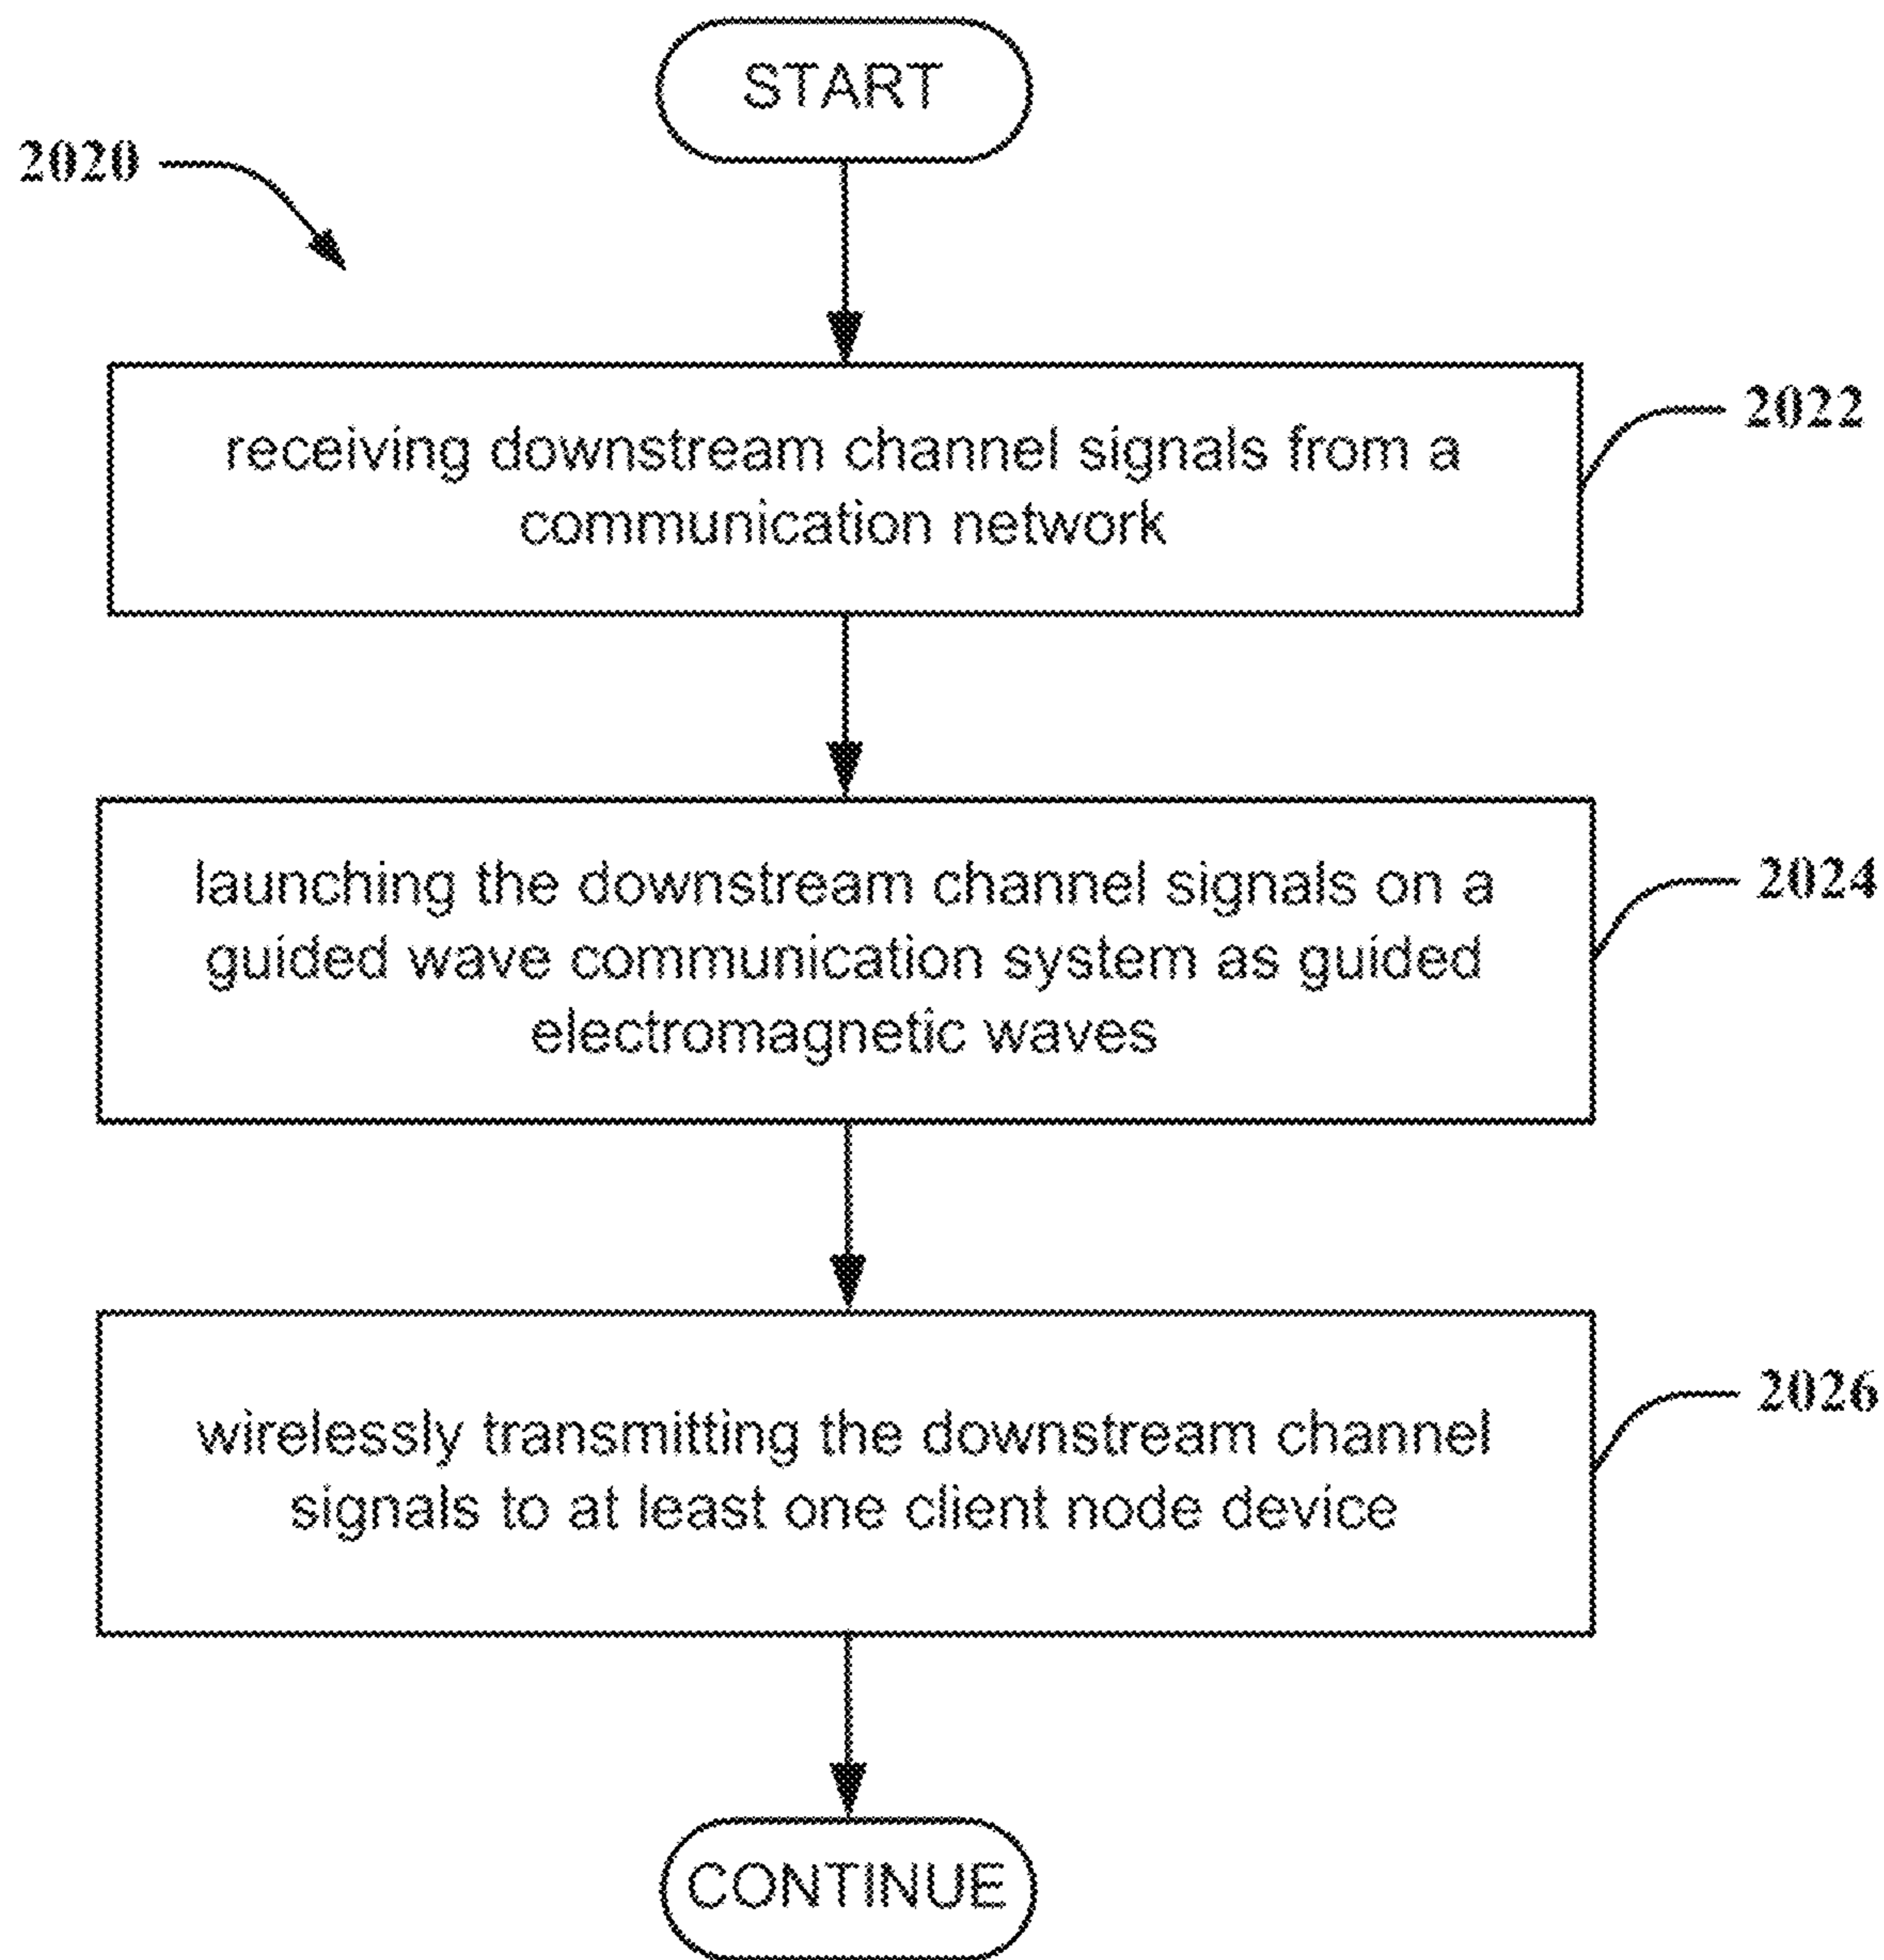 START
2020
receiving downstream channel signals from a
communication network
2022
launching the downstream channel signals on a
guided wave communication system as guided
electromagnetic waves
2024
wirelessly transmitting the downstream channel
signals to at least one client node device
2026
CONTINUE